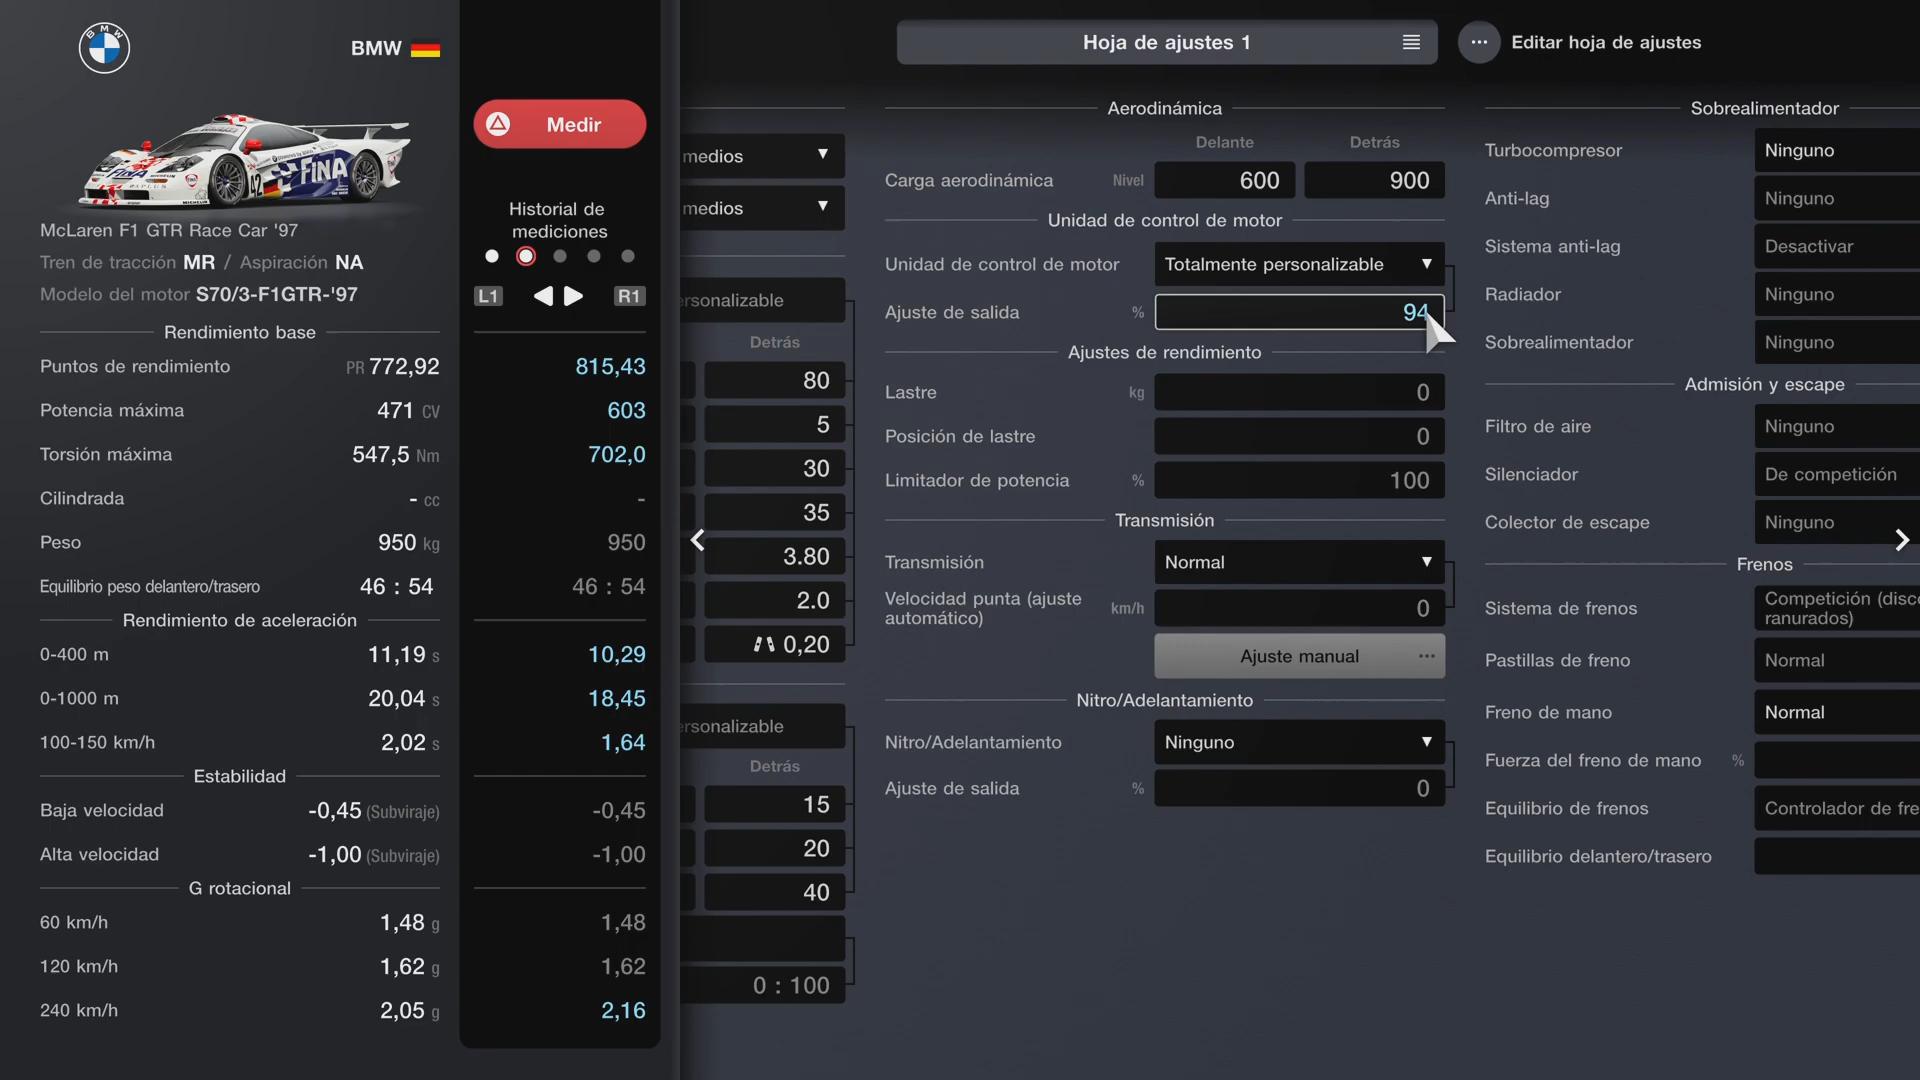 BMW
McLaren F1 GTR Race Car '97
Tren de tracción MR / Aspiración NA
Modelo del motor S70/3-F1GTR-'97
Rendimiento base
Puntos de rendimiento PR 772,92
Potencia máxima 471 CV
Torsión máxima 547,5 Nm
Cilindrada - cc
Peso 950 kg
Equilibrio peso delantero/trasero 46 : 54
Rendimiento de aceleración
0-400 m 11,19 s
0-1000 m 20,04 s
100-150 km/h 2,02 s
Estabilidad
Baja velocidad -0,45 (Subviraje)
Alta velocidad -1,00 (Subviraje)
G rotacional
60 km/h 1,48 g
120 km/h 1,62 g
240 km/h 2,05 g
Medir
Historial de
mediciones
L1 R1
815,43
603
702,0
-
950
46 : 54
10,29
18,45
1,64
-0,45
-1,00
1,48
1,62
2,16
medios
medios
ersonalizable
Detrás
80
5
30
35
3.80
2.0
0,20
ersonalizable
Detrás
15
20
40
0 : 100
Hoja de ajustes 1
Editar hoja de ajustes
Aerodinámica
Delante Detrás
Carga aerodinámica Nivel 600 900
Unidad de control de motor
Unidad de control de motor Totalmente personalizable
Ajuste de salida % 94
Ajustes de rendimiento
Lastre kg 0
Posición de lastre 0
Limitador de potencia % 100
Transmisión
Transmisión Normal
Velocidad punta (ajuste
automático) km/h 0
Ajuste manual
Nitro/Adelantamiento
Nitro/Adelantamiento Ninguno
Ajuste de salida % 0
Sobrealimentador
Turbocompresor Ninguno
Anti-lag Ninguno
Sistema anti-lag Desactivar
Radiador Ninguno
Sobrealimentador Ninguno
Admisión y escape
Filtro de aire Ninguno
Silenciador De competición
Colector de escape Ninguno
Frenos
Sistema de frenos Competición (disco
ranurados)
Pastillas de freno Normal
Freno de mano Normal
Fuerza del freno de mano %
Equilibrio de frenos Controlador de fre
Equilibrio delantero/trasero
FINA
42